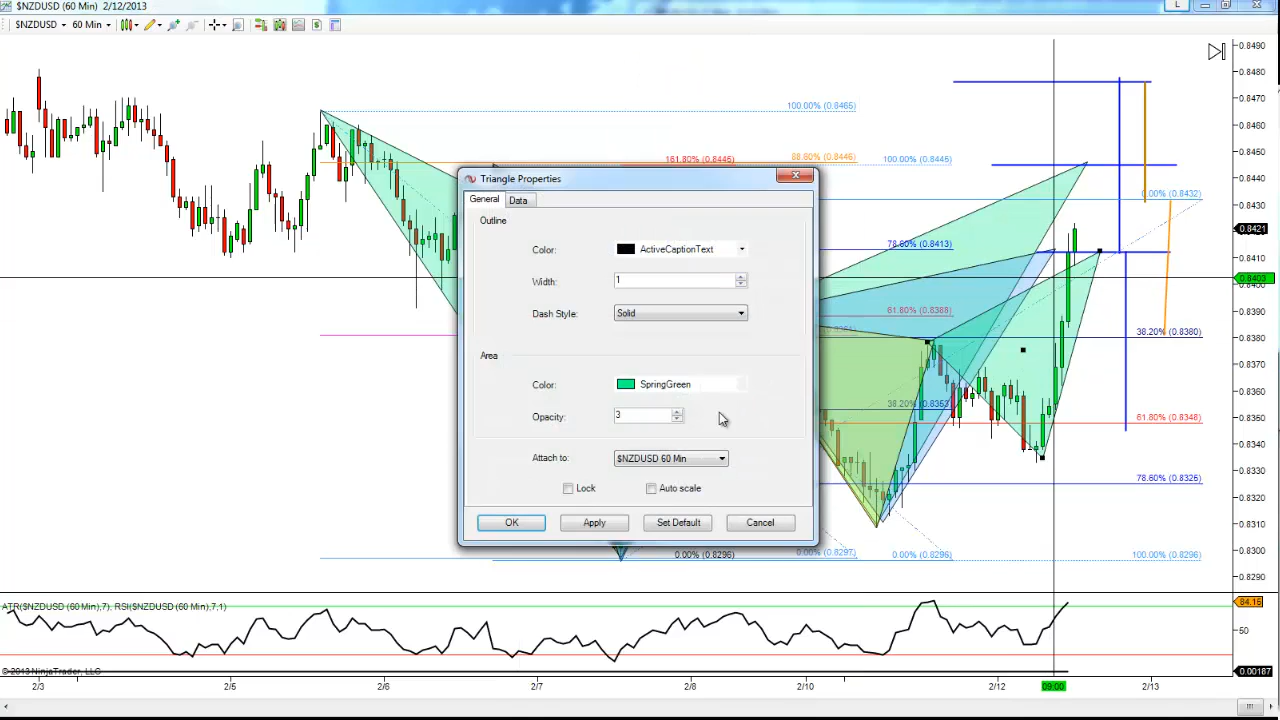 $NZDUSD (60 Min) 2/12/2013
L
$NZDUSD 60 Min
$
0.8490
0.8480
0.8470
0.8460
0.8450
0.8440
0.8430
0.8421
0.8410
0.8403
0.8400
0.8390
0.8380
0.8370
0.8360
0.8350
0.8340
0.8330
0.8320
0.8310
0.8300
0.8290
100.00% (0.8465)
161.80% (0.8446)
88.60% (0.8446)
100.00% (0.8445)
0.00% (0.8432)
78.60% (0.8413)
61.80% (0.8388)
38.20% (0.8380)
38.20% (0.8353)
61.80% (0.8348)
78.60% (0.8325)
0.00% (0.8296)
0.00% (0.8297)
0.00% (0.8296)
100.00% (0.8296)
Triangle Properties
General Data
Outline
Color: ActiveCaptionText
Width: 1
Dash Style: Solid
Area
Color: SpringGreen
Opacity: 3
Attach to: $NZDUSD 60 Min
Lock Auto scale
OK Apply Set Default Cancel
ATR($NZDUSD (60 Min),7), RSI($NZDUSD (60 Min),7,1)
84.16
50
0.00187
© 2013 NinjaTrader, LLC
2/3 2/5 2/6 2/7 2/8 2/10 2/12 09:00 2/13